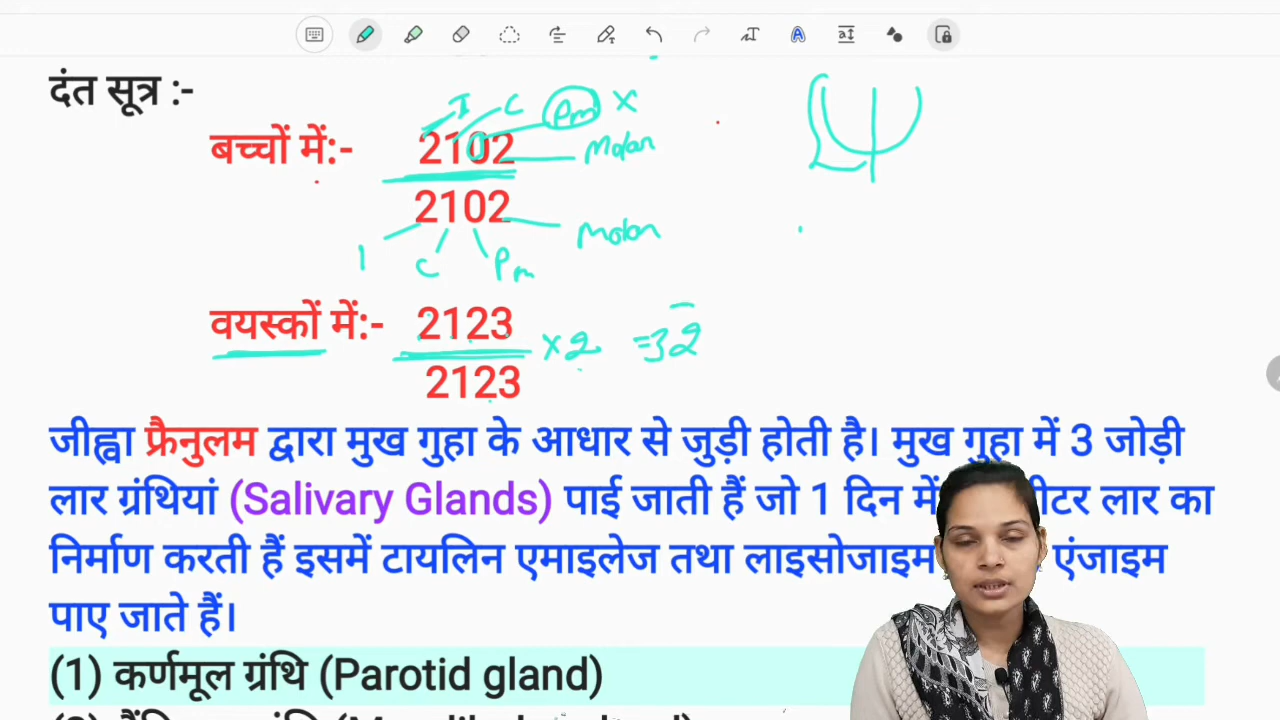 दंत सूत्र :-
I C Pm X
बच्चों में:- 2102 Molar
2102 Molar
I C Pm
वयस्कों में:- 2123 × 2 = 32
2123
जीह्वा फ्रैनुलम द्वारा मुख गुहा के आधार से जुड़ी होती है। मुख गुहा में 3 जोड़ी
लार ग्रंथियां (Salivary Glands) पाई जाती हैं जो 1 दिन में लार का
निर्माण करती हैं इसमें टायलिन एमाइलेज तथा लाइसोजाइम एंजाइम
पाए जाते हैं।
(1) कर्णमूल ग्रंथि (Parotid gland)